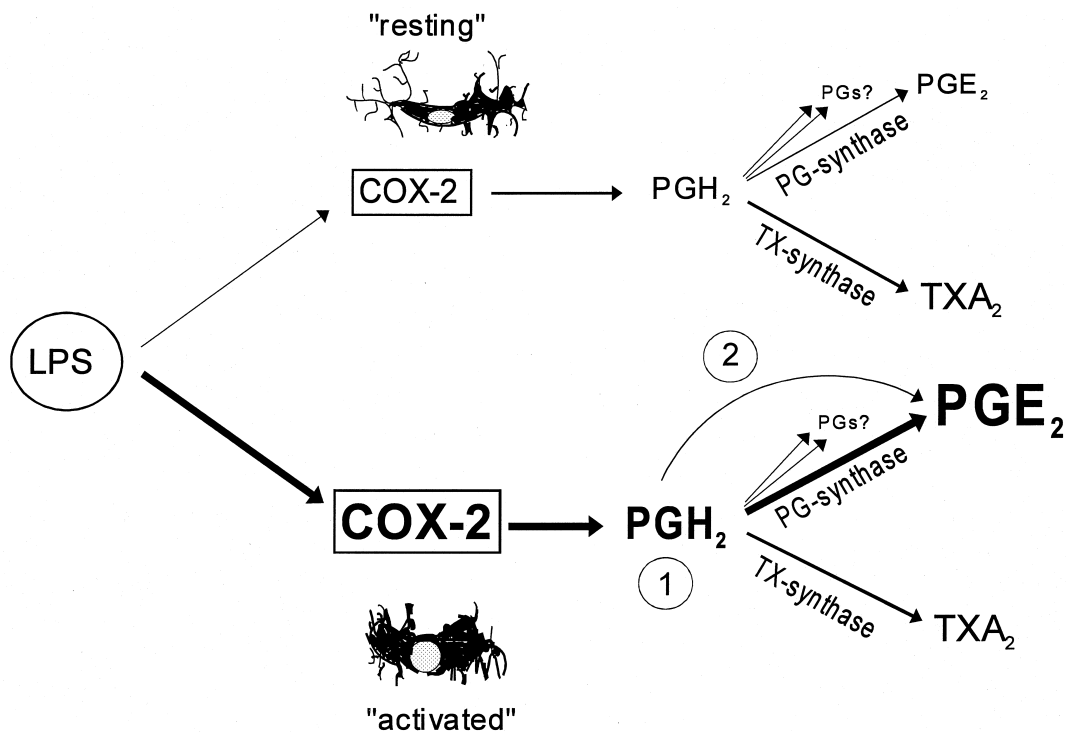 "resting"
PGs?
PGE₂
PG-synthase
COX-2
PGH₂
TX-synthase
TXA₂
LPS
2
PGE₂
PGs?
PG-synthase
COX-2
PGH₂
1
TX-synthase
TXA₂
"activated"